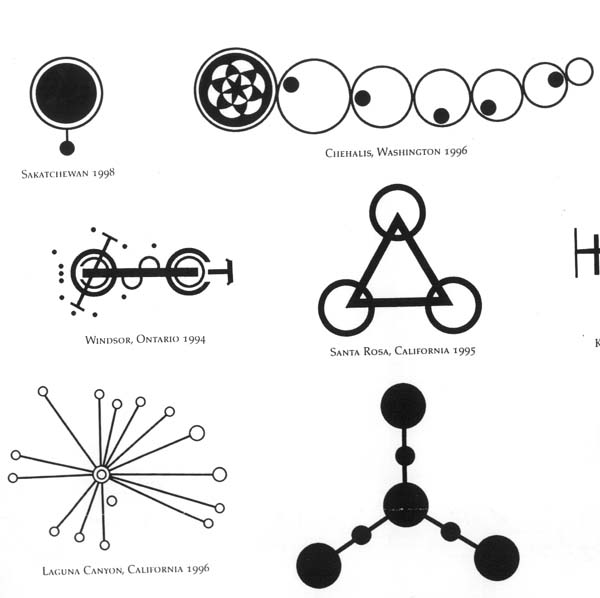 Sakatchewan 1998
Chehalis, Washington 1996
Windsor, Ontario 1994
Santa Rosa, California 1995
K
Laguna Canyon, California 1996